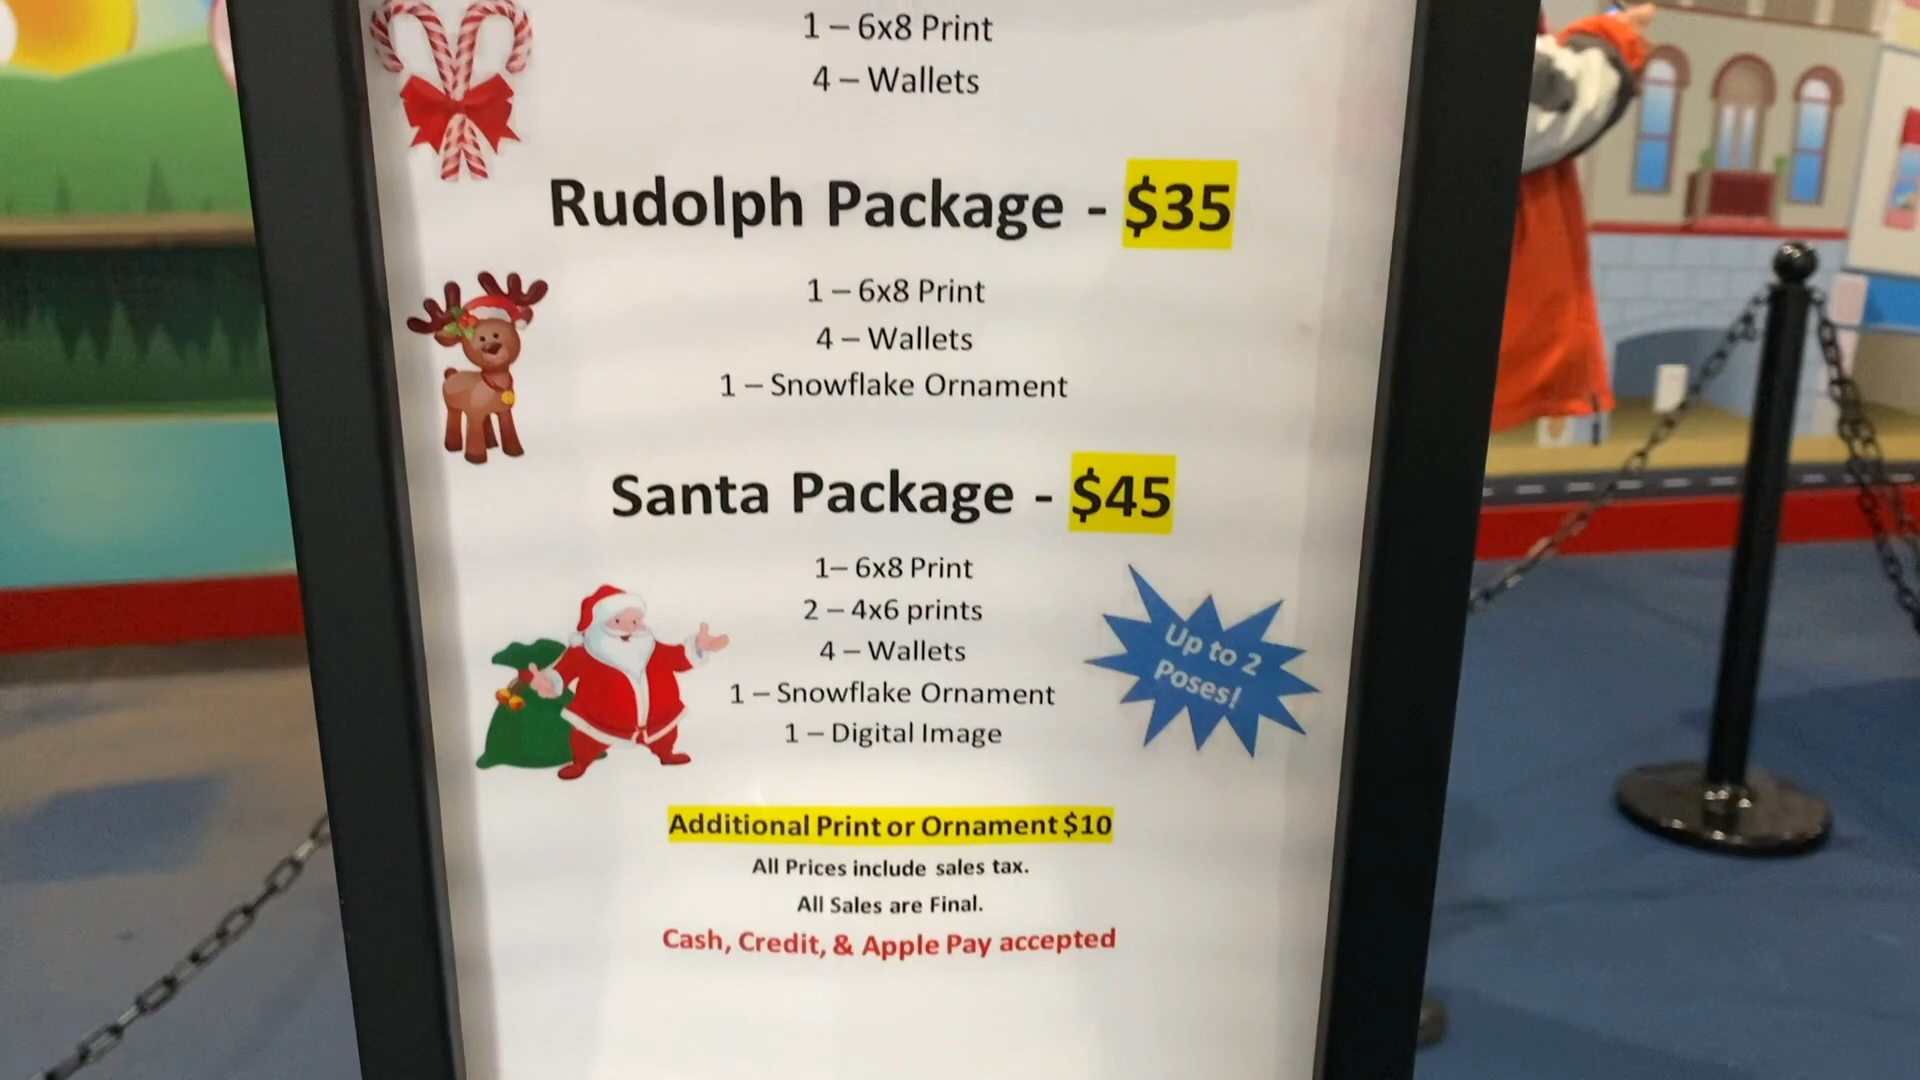 1 – 6x8 Print
4 – Wallets
Rudolph Package - $35
1 – 6x8 Print
4 – Wallets
1 – Snowflake Ornament
Santa Package - $45
1– 6x8 Print
2 – 4x6 prints
4 – Wallets
1 – Snowflake Ornament
1 – Digital Image
Up to 2
Poses!
Additional Print or Ornament $10
All Prices include sales tax.
All Sales are Final.
Cash, Credit, & Apple Pay accepted